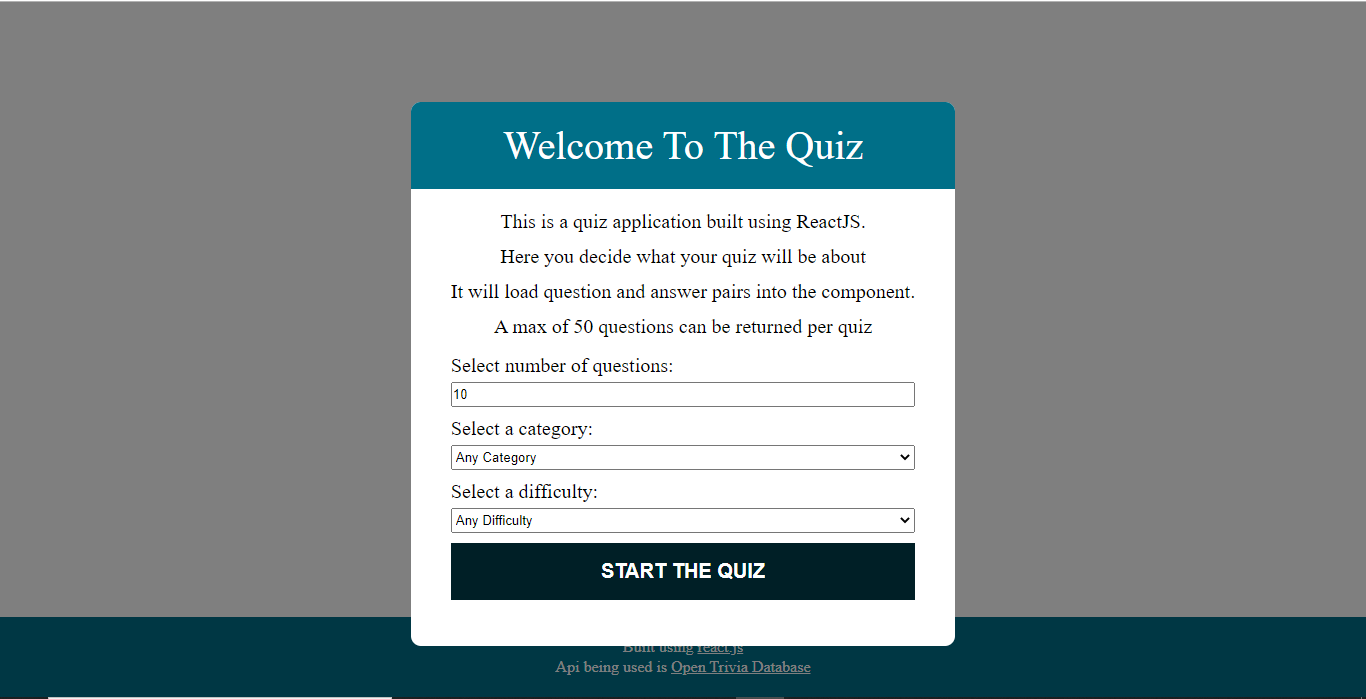 Welcome To The Quiz
This is a quiz application built using ReactJS.
Here you decide what your quiz will be about
It will load question and answer pairs into the component.
A max of 50 questions can be returned per quiz
Select number of questions:
10
Select a category:
Any Category
Select a difficulty:
Any Difficulty
START THE QUIZ
Built using react.js
Api being used is Open Trivia Database